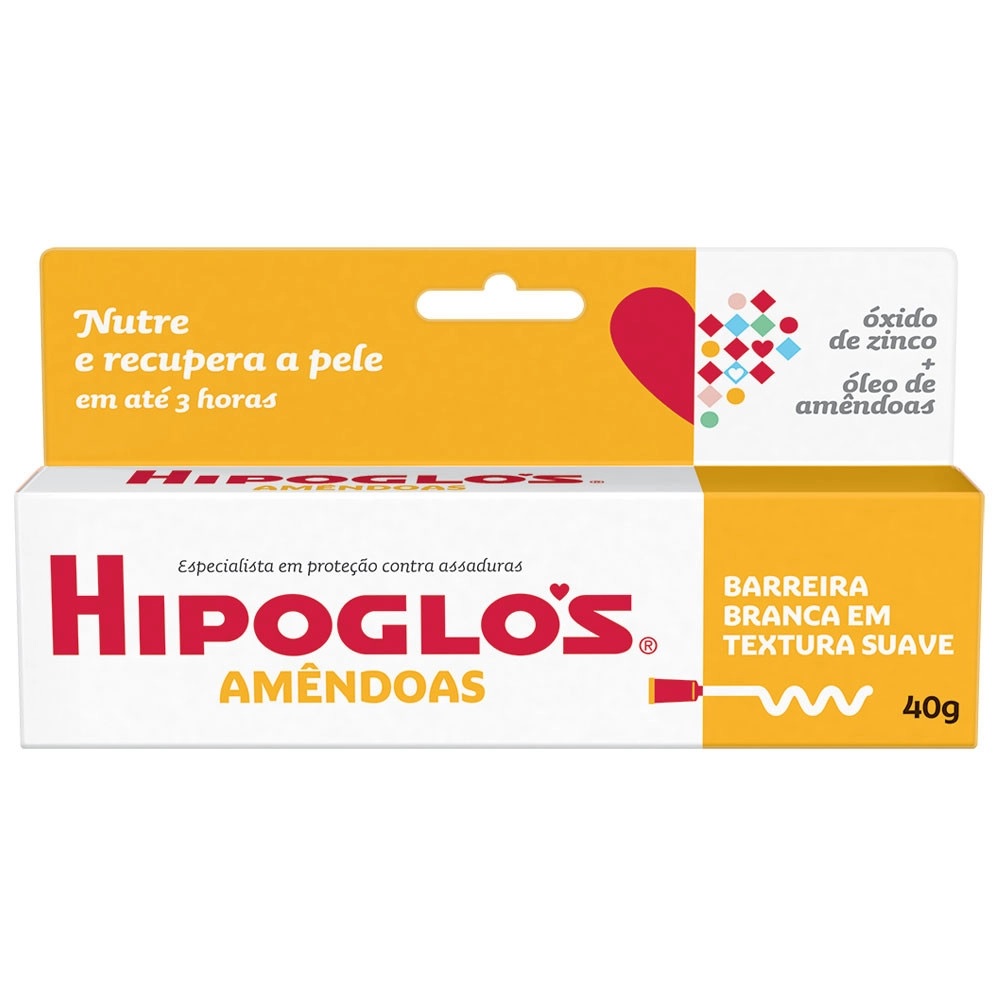 Nutre
e recupera a pele
em até 3 horas
óxido
de zinco
+
óleo de
amêndoas
HIPOGLÓS®
AMÊNDOAS
Especialista em proteção contra assaduras
HIPOGLÓS®
AMÊNDOAS
BARREIRA
BRANCA EM
TEXTURA SUAVE
40g